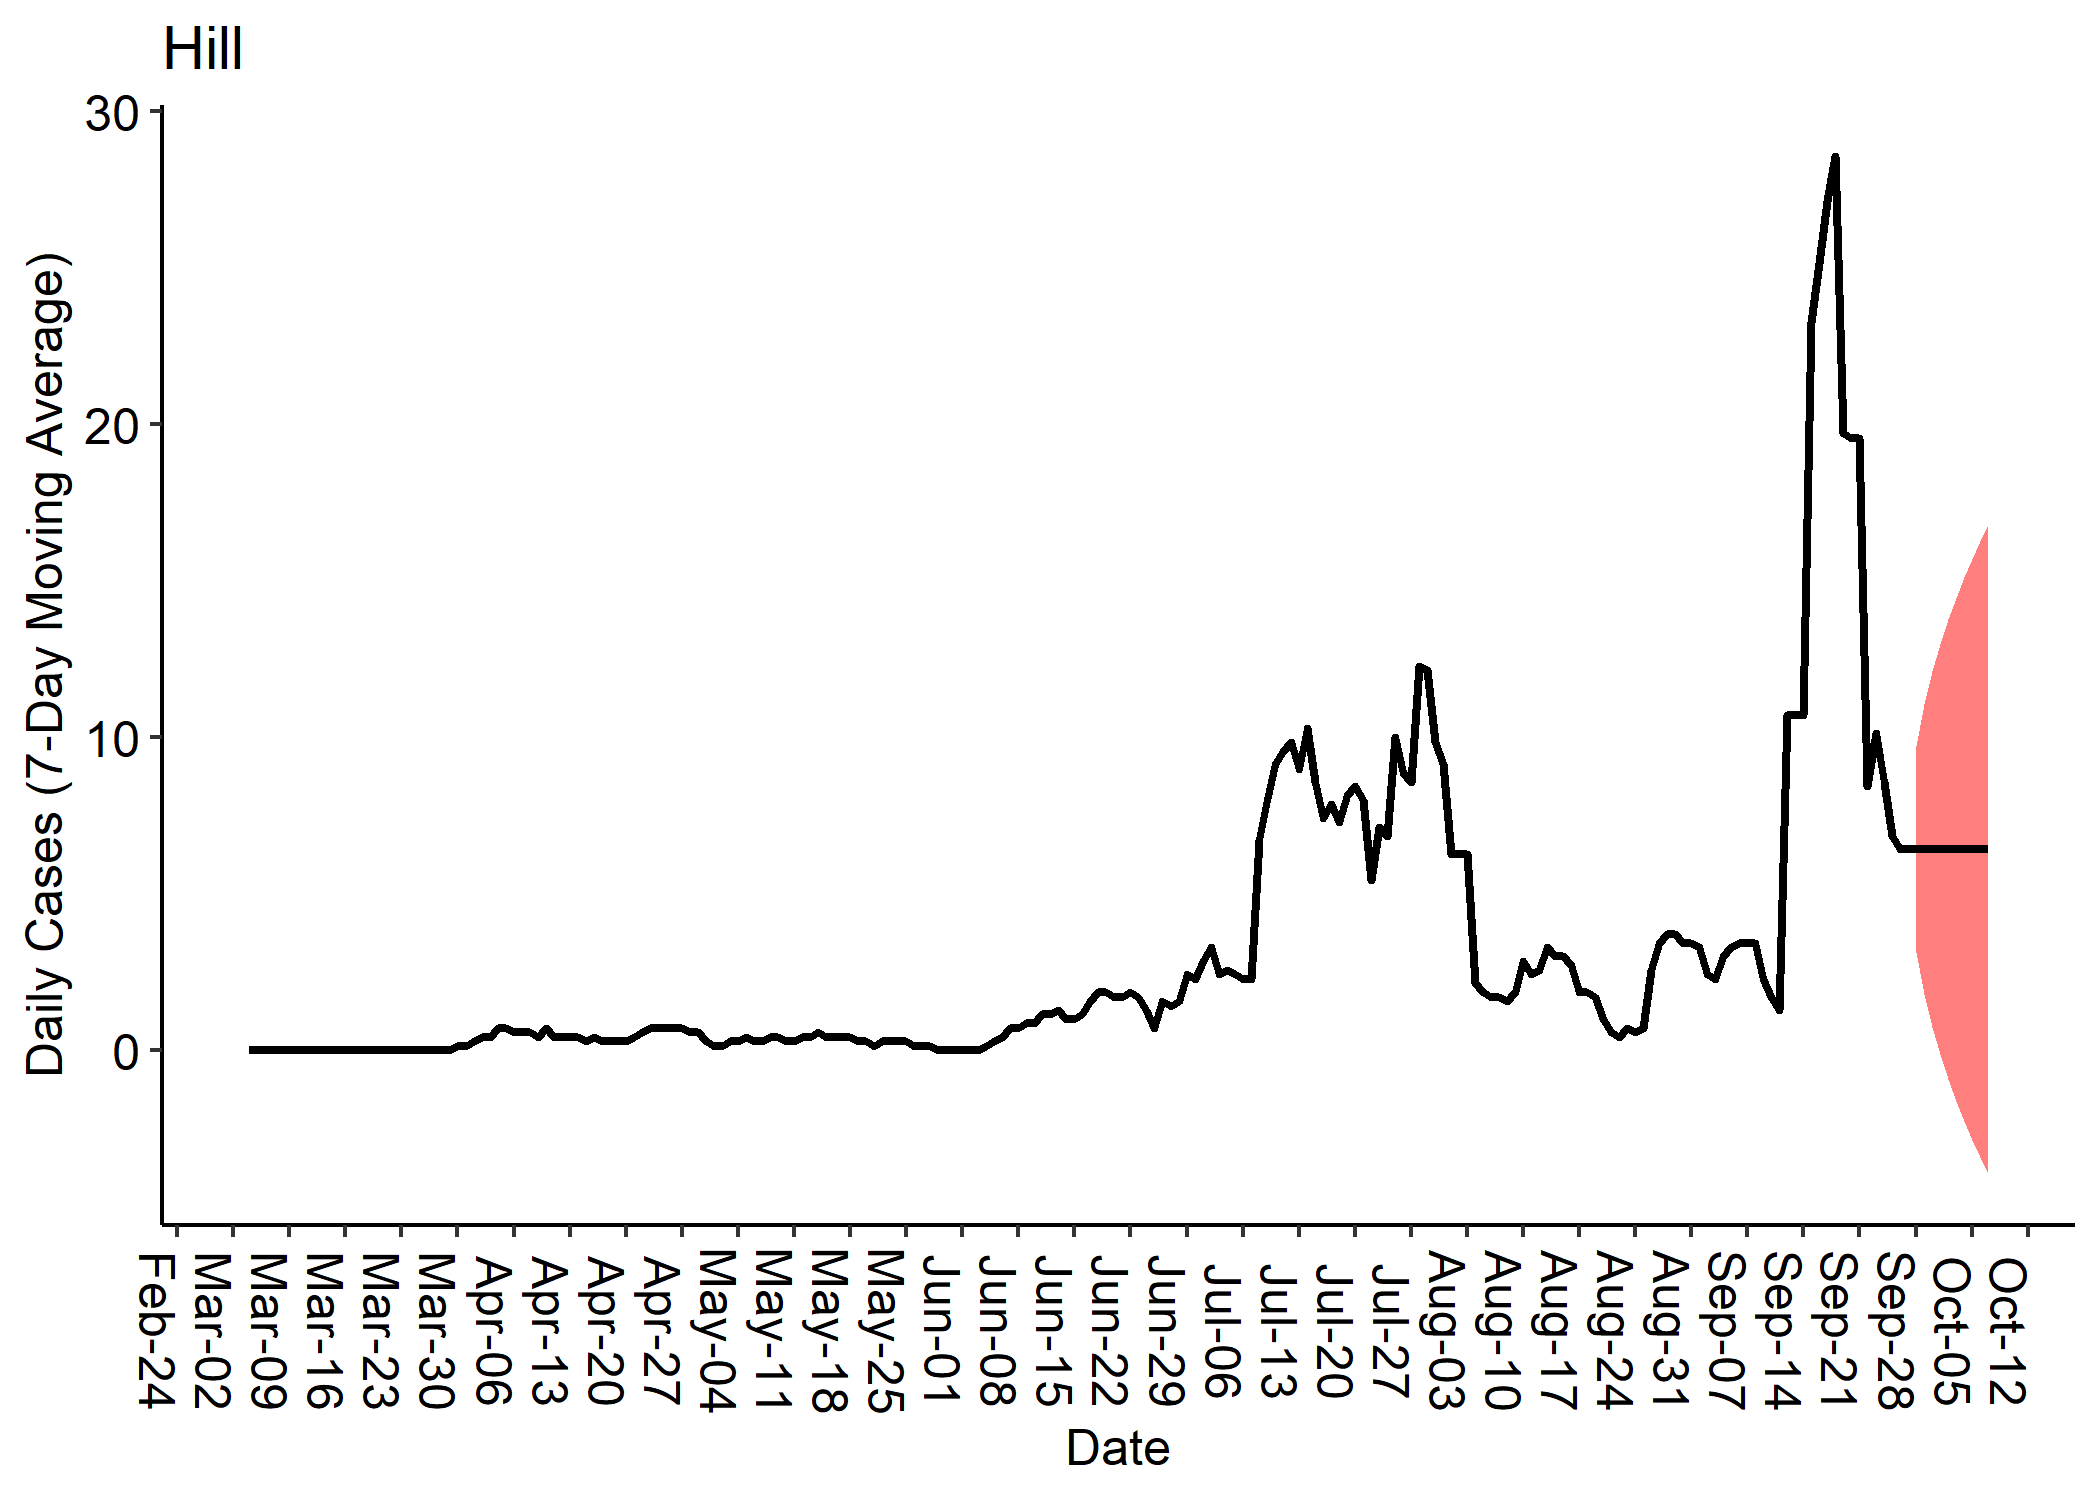 Hill
Daily Cases (7-Day Moving Average)
30
20
10
0
Feb-24
Mar-02
Mar-09
Mar-16
Mar-23
Mar-30
Apr-06
Apr-13
Apr-20
Apr-27
May-04
May-11
May-18
May-25
Jun-01
Jun-08
Jun-15
Jun-22
Jun-29
Jul-06
Jul-13
Jul-20
Jul-27
Aug-03
Aug-10
Aug-17
Aug-24
Aug-31
Sep-07
Sep-14
Sep-21
Sep-28
Oct-05
Oct-12
Date